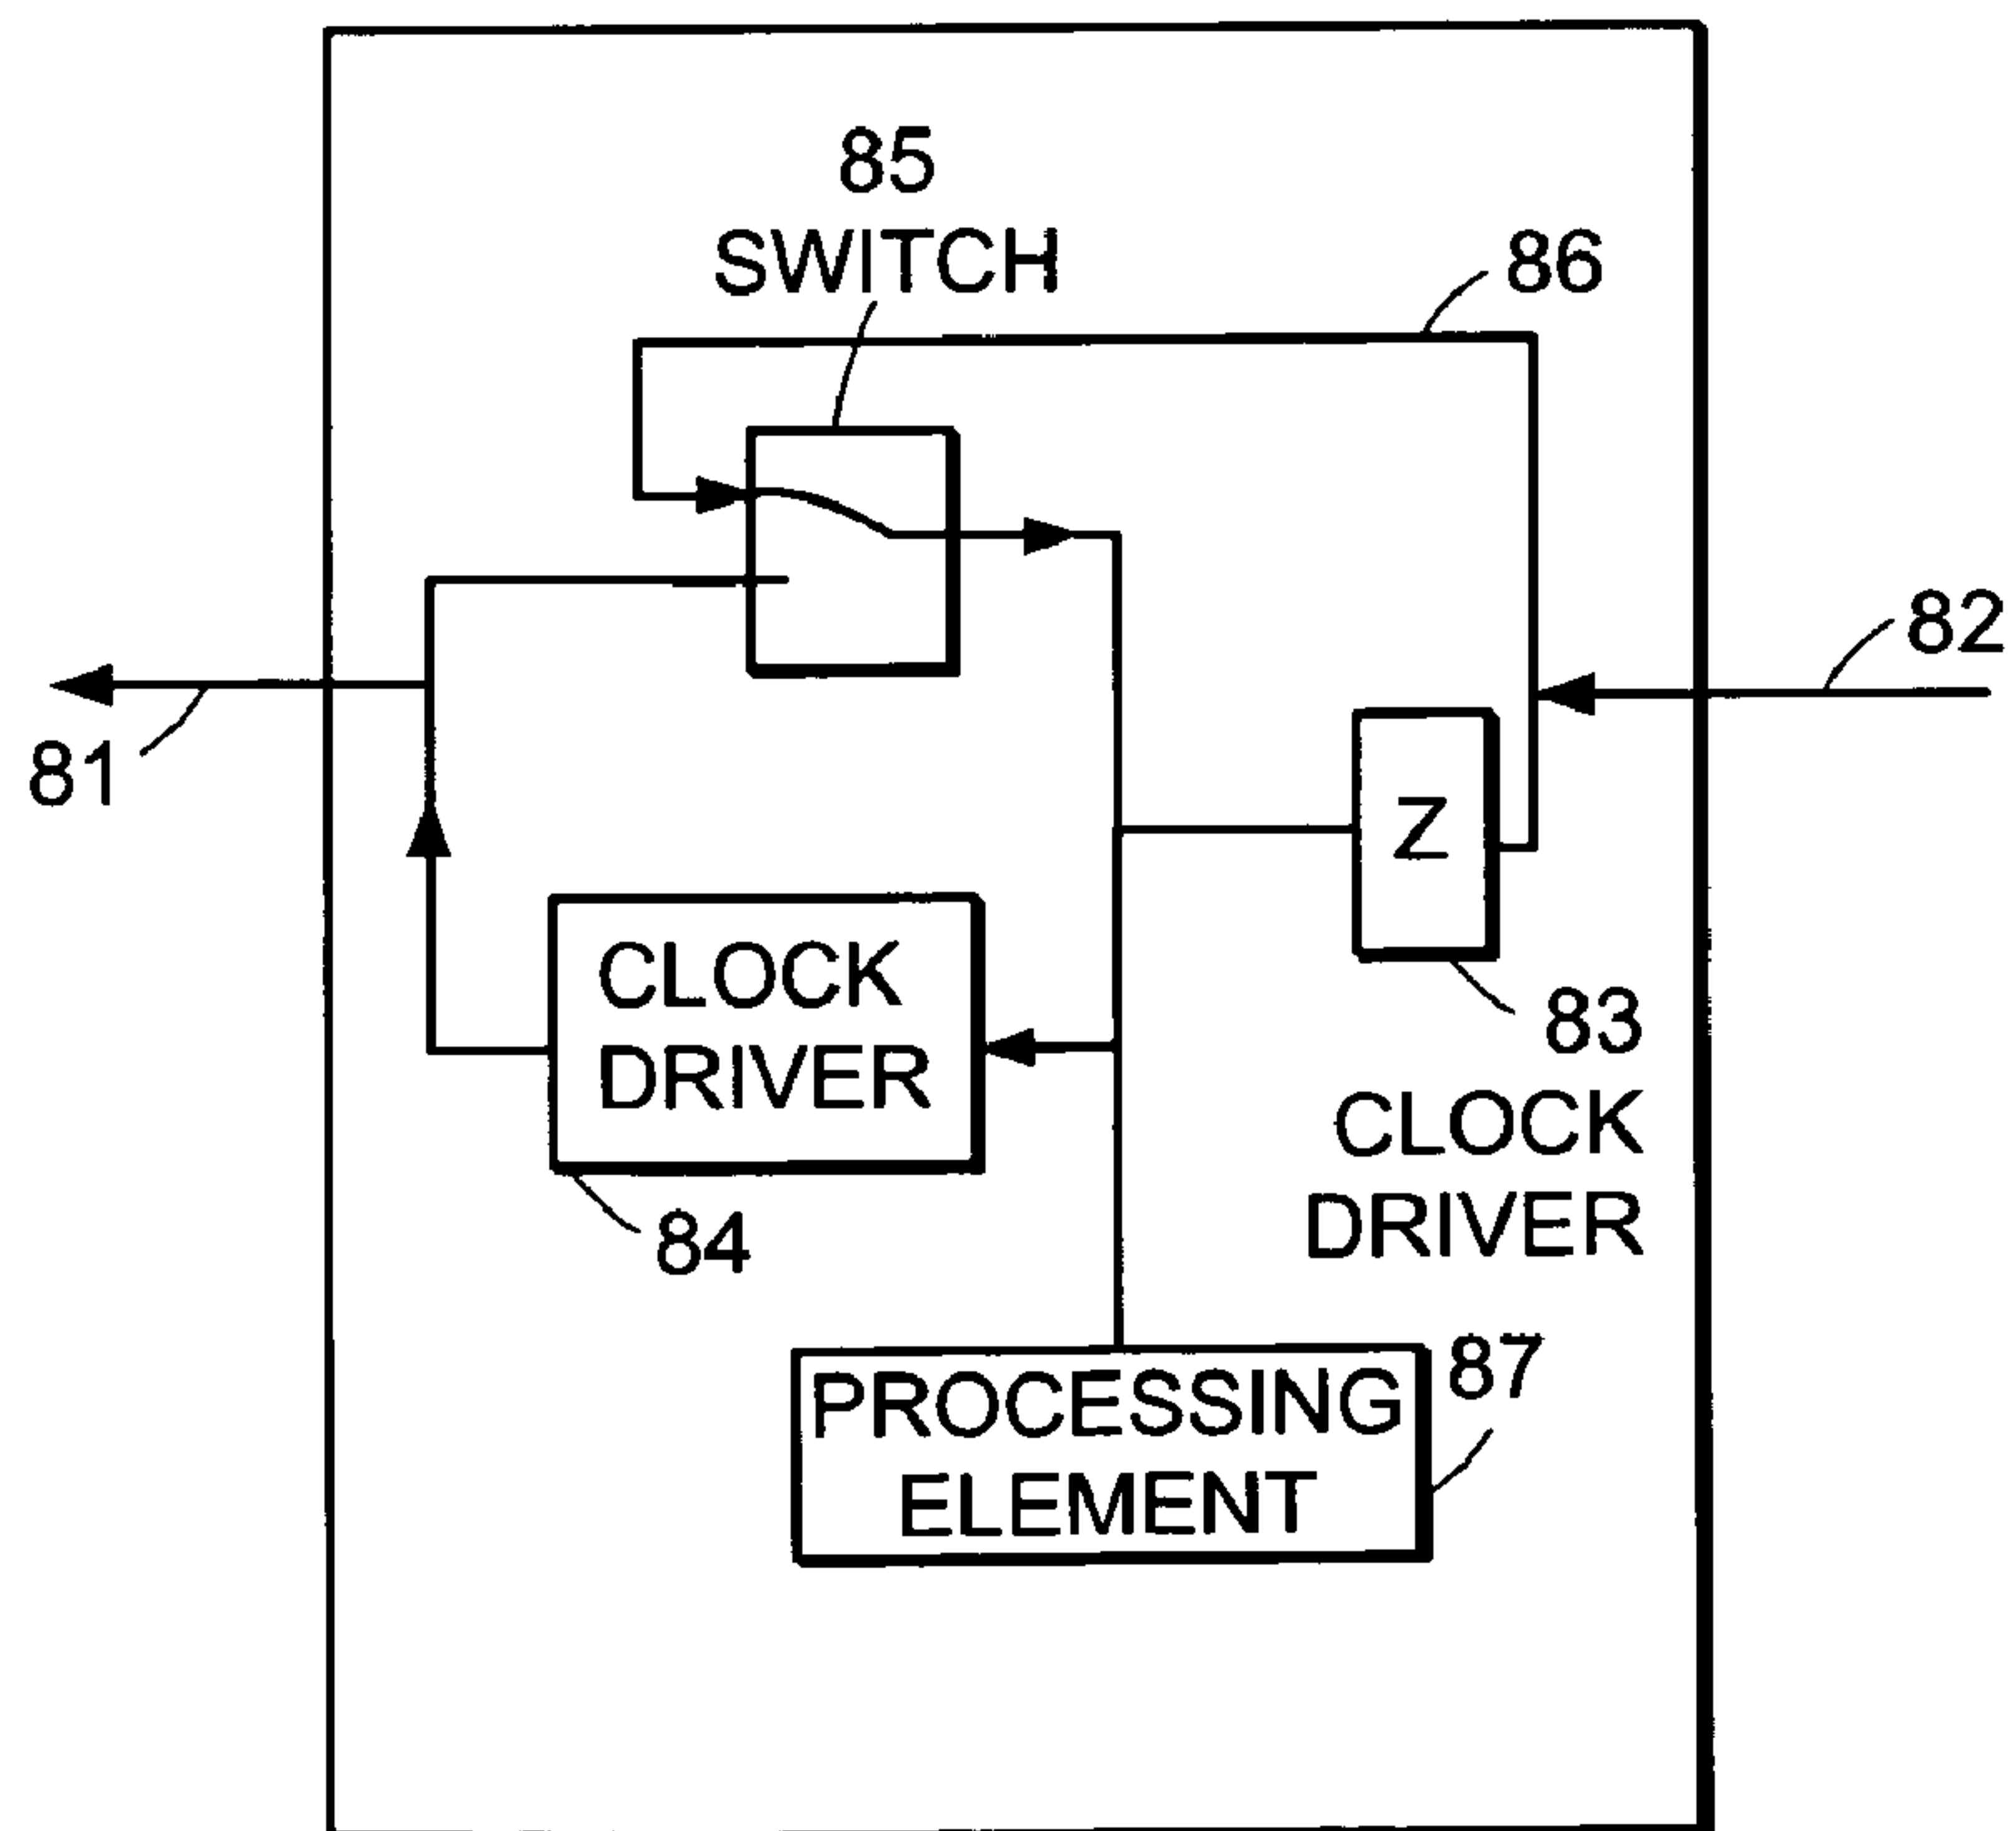 85
SWITCH
86
82
81
Z
CLOCK
DRIVER
83
CLOCK
DRIVER
84
87
PROCESSING
ELEMENT